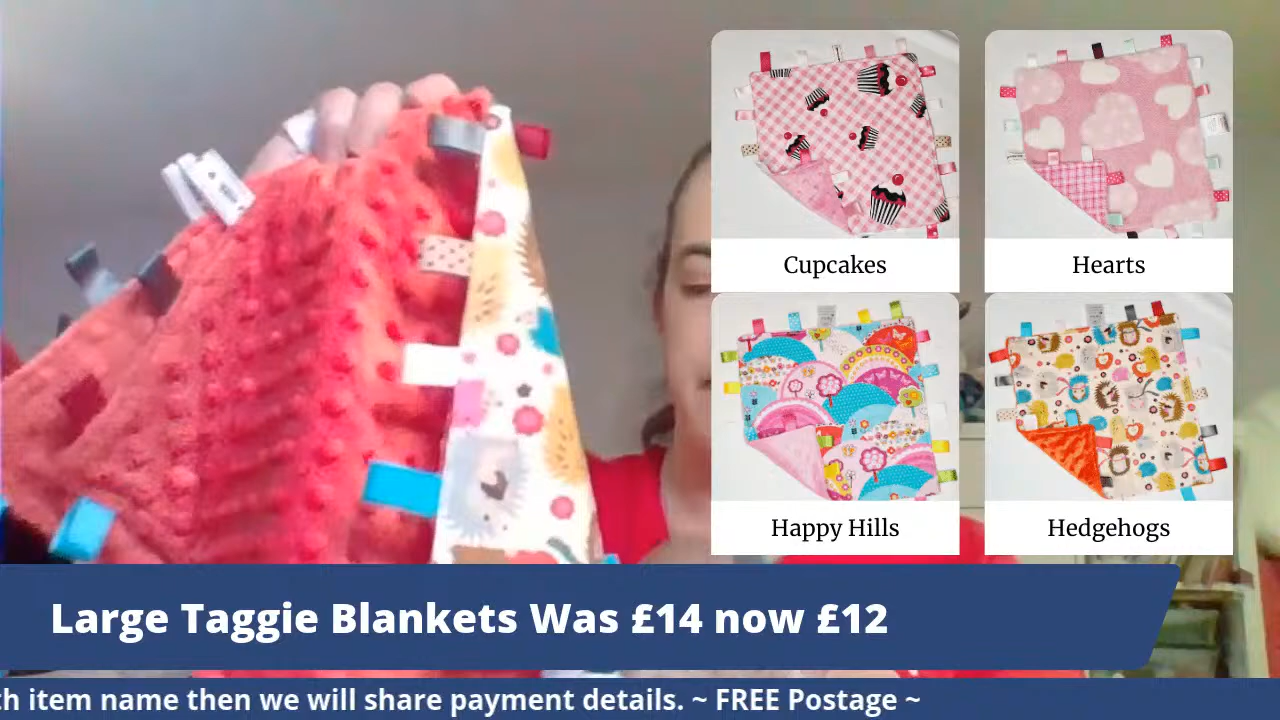 Cupcakes
Hearts
Happy Hills
Hedgehogs
Large Taggie Blankets Was £14 now £12
th item name then we will share payment details. ~ FREE Postage ~